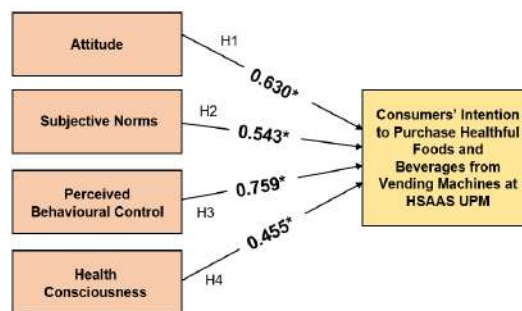 Attitude
H1
0.630*
Subjective Norms
H2
0.543*
Perceived
Behavioural Control
H3
0.759*
Health
Consciousness
H4
0.455*
Consumers' Intention
to Purchase Healthful
Foods and
Beverages from
Vending Machines at
HSAAS UPM